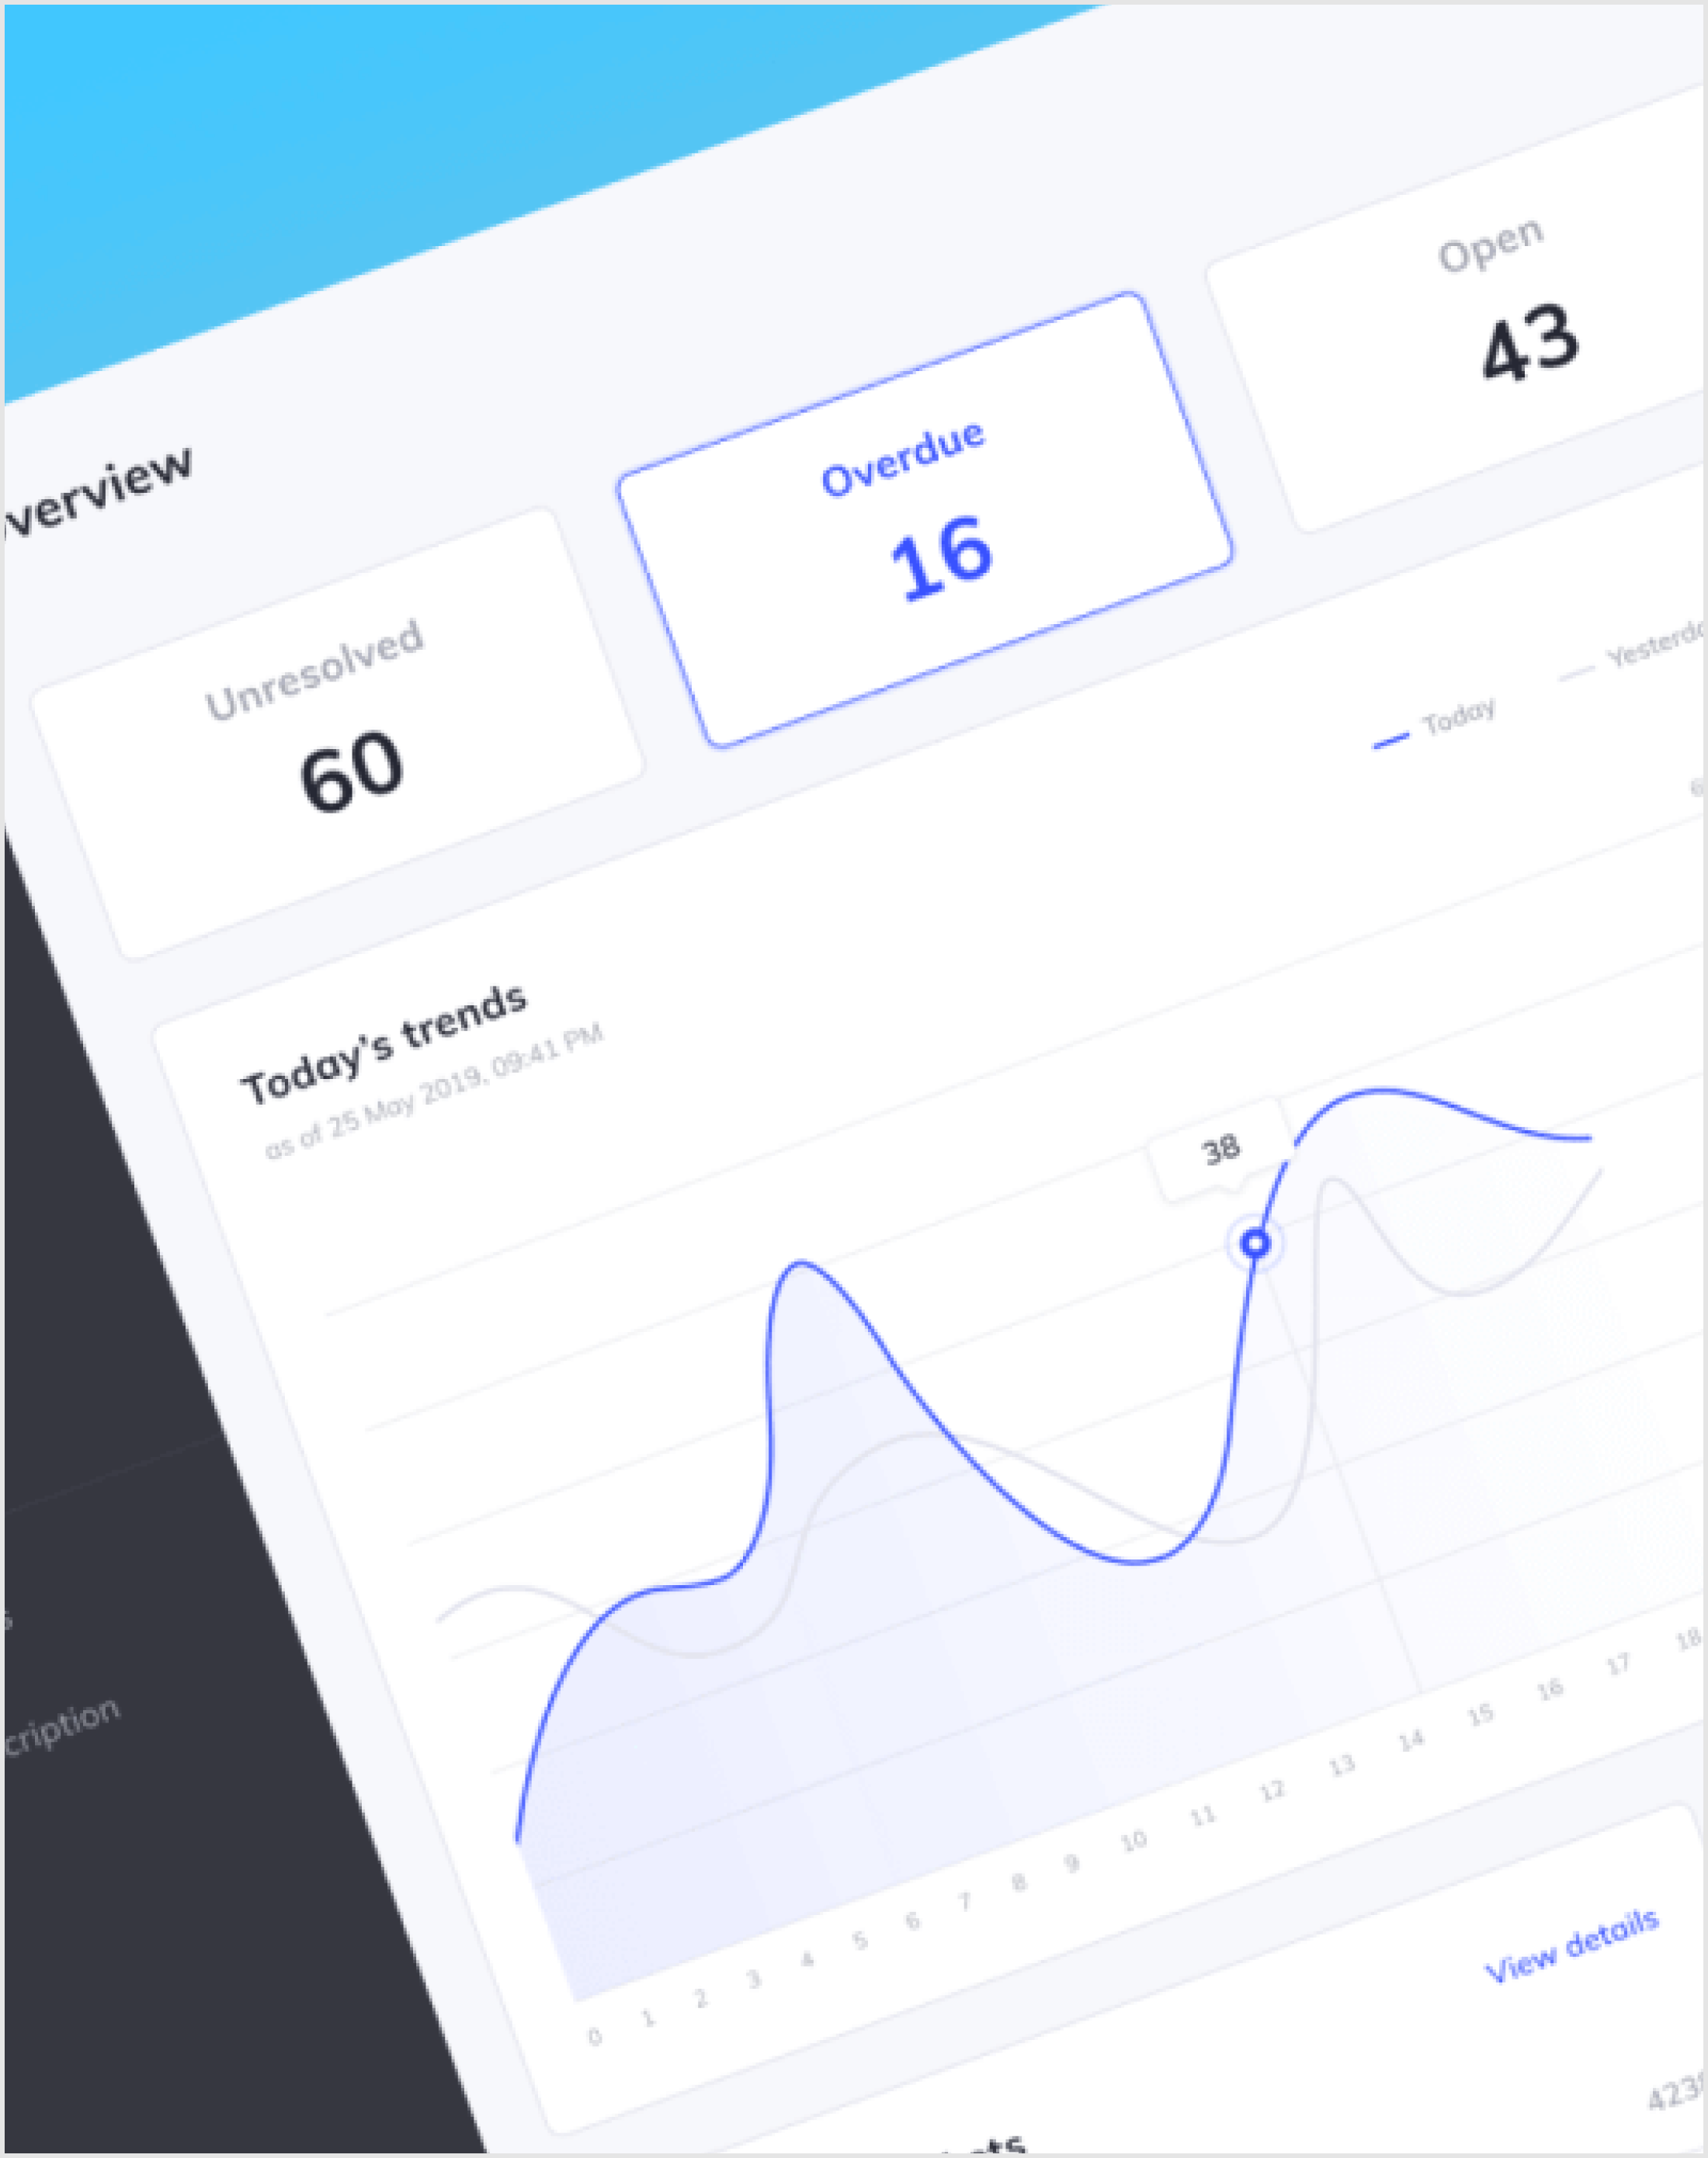 verview
Unresolved
60
Overdue
16
Open
43
Today's trends
as of 25 May 2019, 09:41 PM
Today
Yesterda
38
0 1 2 3 4 5 6 7 8 9 10 11 12 13 14 15 16 17 18
cription
View details